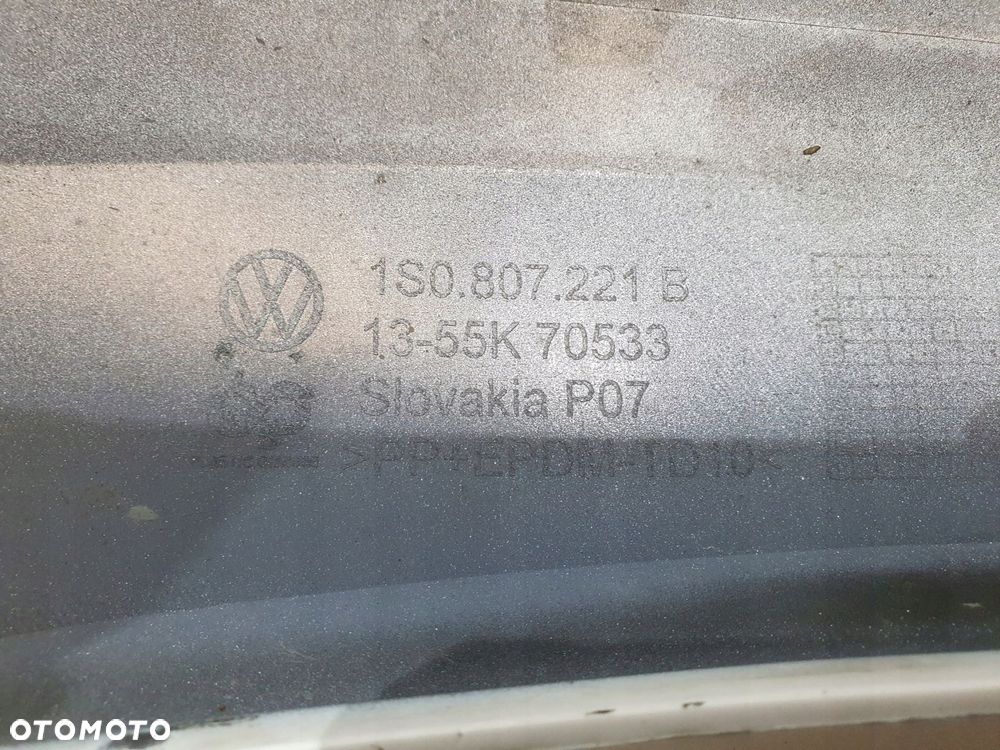 1S0.807.221 B
13-55K 70533
Slovakia P07
>PP+EPDM-TD10<
OTOMOTO